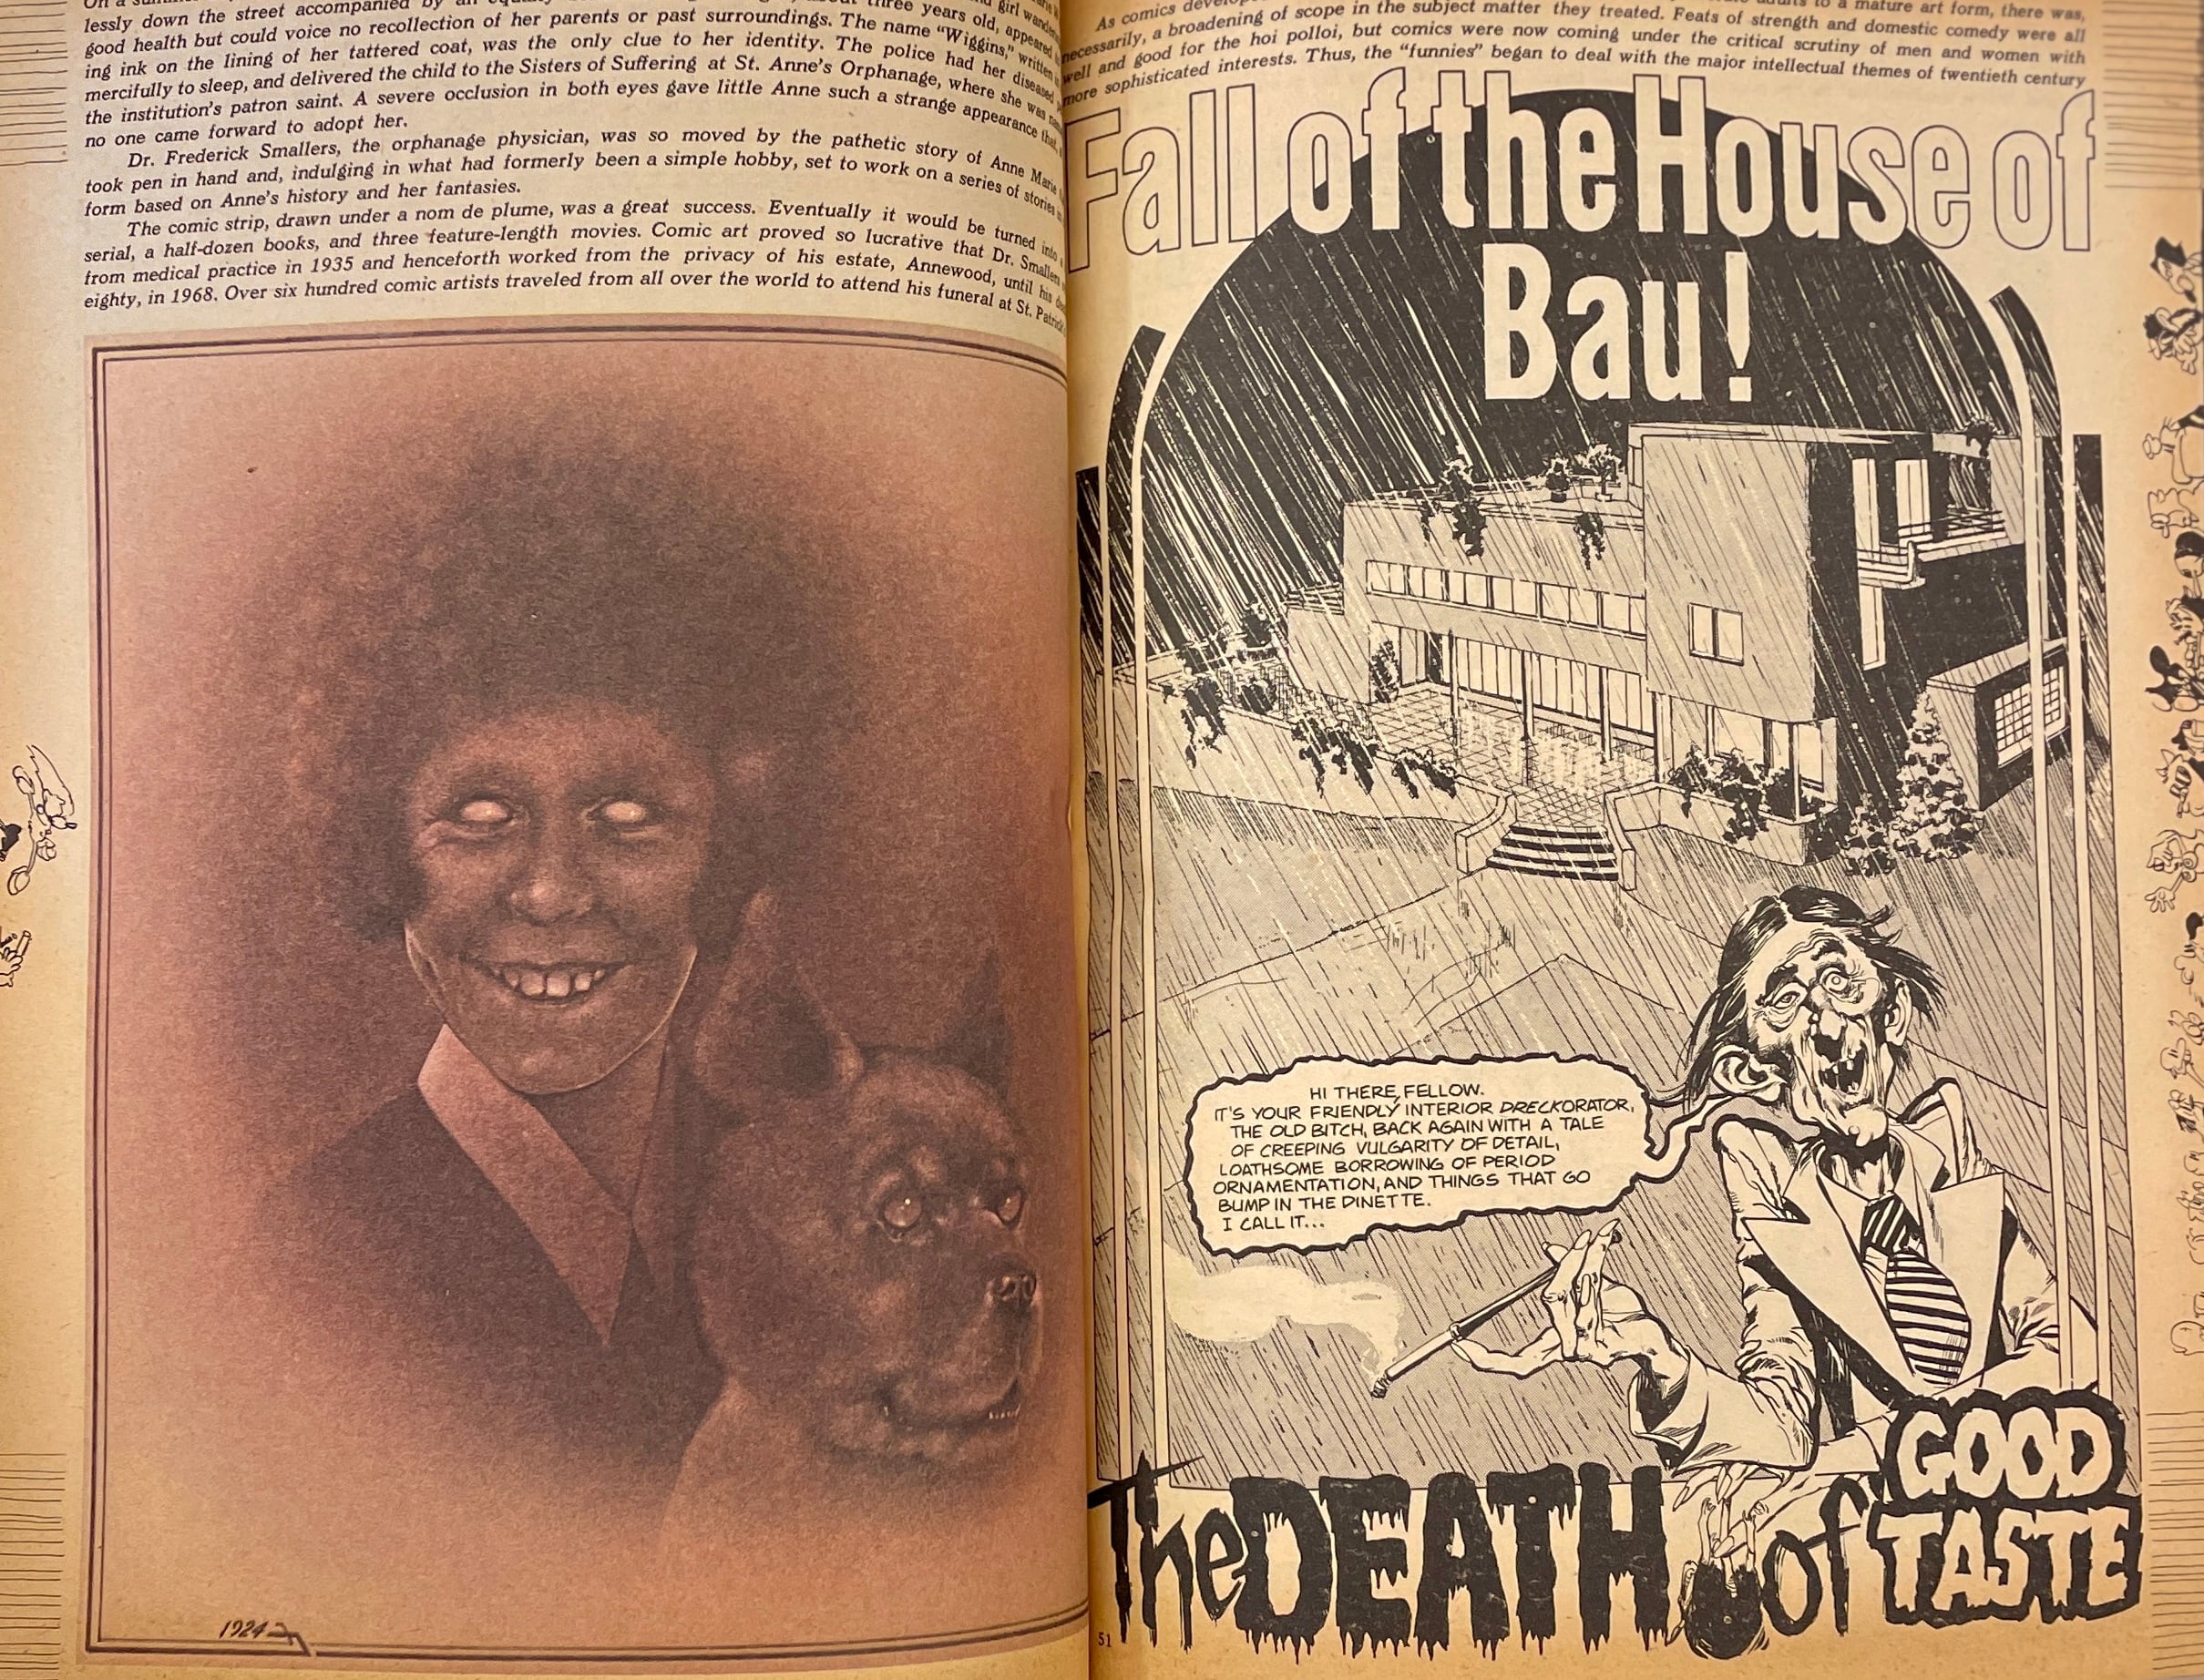 lessly down the street accompanied by an three years old, appeared
good health but could voice no recollection of her parents or past surroundings. The name “Wiggins,” written
ing ink on the lining of her tattered coat, was the only clue to her identity. The police had her diseased
mercifully to sleep, and delivered the child to the Sisters of Suffering at St. Anne’s Orphanage, where she was
the institution’s patron saint. A severe occlusion in both eyes gave little Anne such a strange appearance that,
no one came forward to adopt her.
Dr. Frederick Smallers, the orphanage physician, was so moved by the pathetic story of Anne Marie
took pen in hand and, indulging in what had formerly been a simple hobby, set to work on a series of stories
form based on Anne’s history and her fantasies.
The comic strip, drawn under a nom de plume, was a great success. Eventually it would be turned into
serial, a half-dozen books, and three feature-length movies. Comic art proved so lucrative that Dr. Smallers
from medical practice in 1935 and henceforth worked from the privacy of his estate, Annewood, until his
eighty, in 1968. Over six hundred comic artists traveled from all over the world to attend his funeral at St. Patrick
1924
As comics to a mature art form, there was,
necessarily, a broadening of scope in the subject matter they treated. Feats of strength and domestic comedy were all
well and good for the hoi polloi, but comics were now coming under the critical scrutiny of men and women with
more sophisticated interests. Thus, the “funnies” began to deal with the major intellectual themes of twentieth century
Fall of the House of
Bau!
HI THERE, FELLOW.
IT'S YOUR FRIENDLY INTERIOR DRECKORATOR,
THE OLD BITCH, BACK AGAIN WITH A TALE
OF CREEPING VULGARITY OF DETAIL,
LOATHSOME BORROWING OF PERIOD
ORNAMENTATION, AND THINGS THAT GO
BUMP IN THE DINETTE.
I CALL IT...
The DEATH of GOOD
TASTE
51